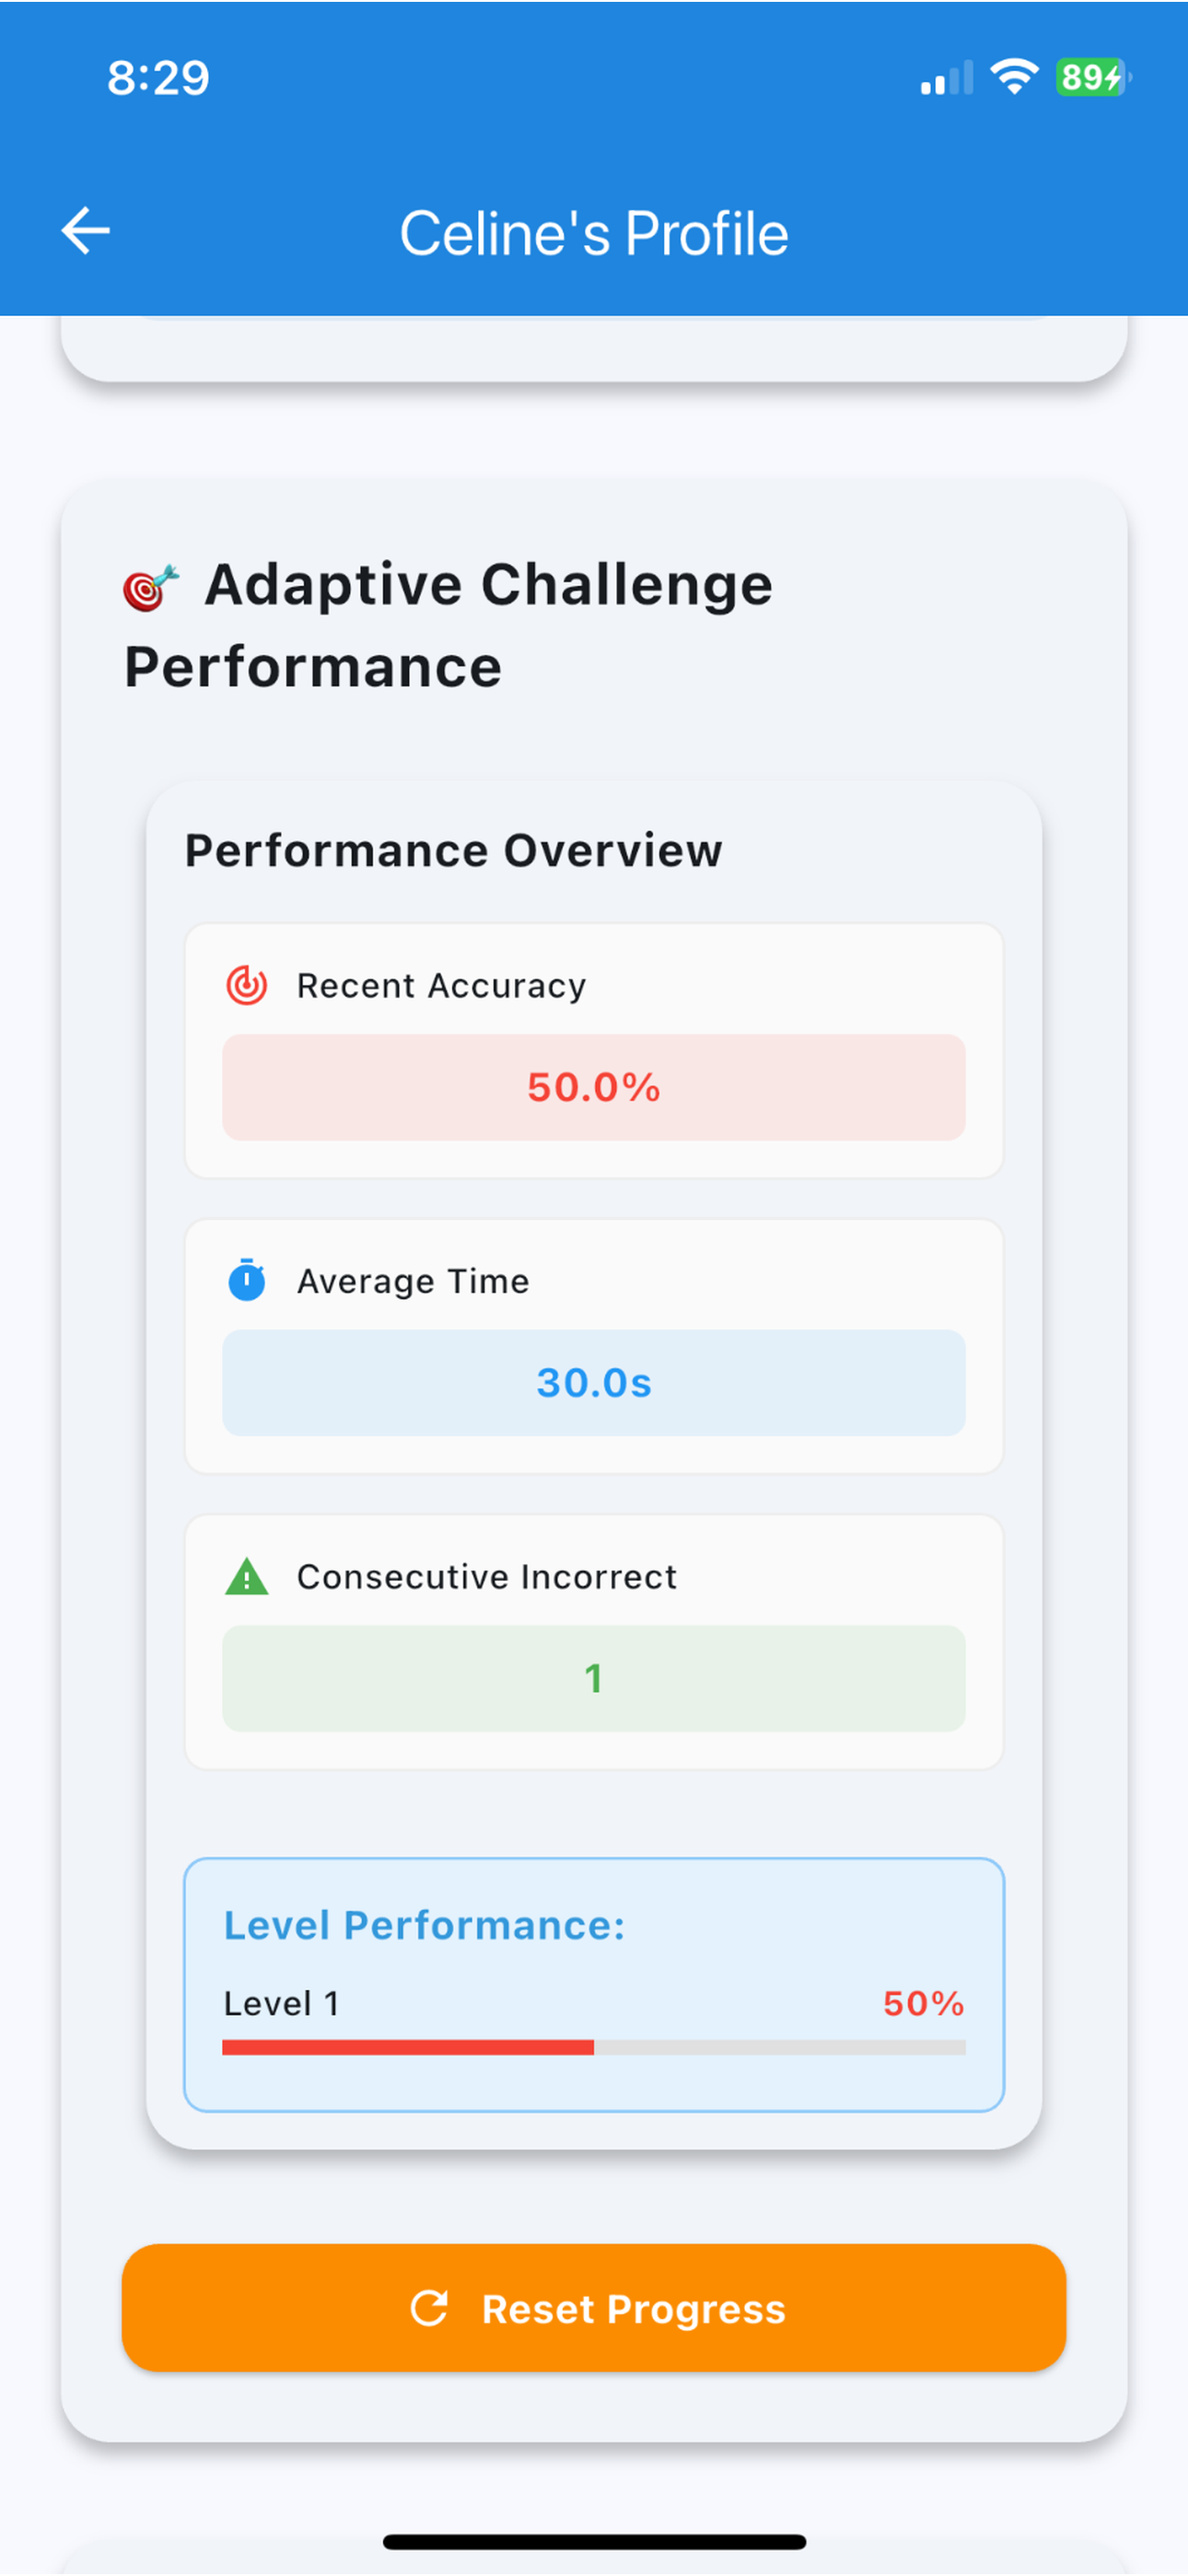 8:29
89
Celine's Profile
Adaptive Challenge
Performance
Performance Overview
Recent Accuracy
50.0%
Average Time
30.0s
Consecutive Incorrect
1
Level Performance:
Level 1 50%
Reset Progress